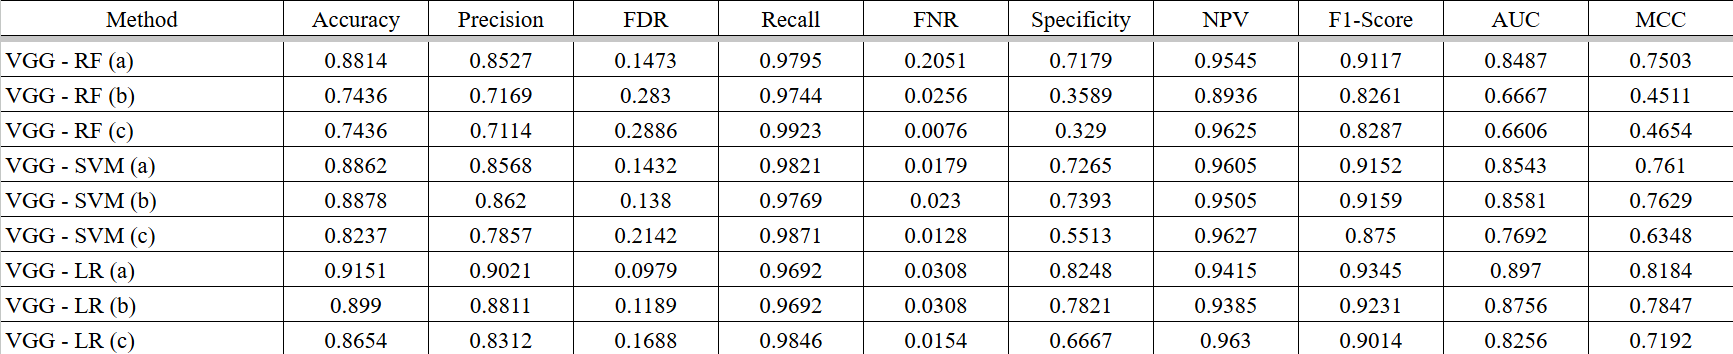 Method Accuracy Precision FDR Recall FNR Specificity NPV F1-Score AUC MCC
VGG - RF (a) 0.8814 0.8527 0.1473 0.9795 0.2051 0.7179 0.9545 0.9117 0.8487 0.7503
VGG - RF (b) 0.7436 0.7169 0.283 0.9744 0.0256 0.3589 0.8936 0.8261 0.6667 0.4511
VGG - RF (c) 0.7436 0.7114 0.2886 0.9923 0.0076 0.329 0.9625 0.8287 0.6606 0.4654
VGG - SVM (a) 0.8862 0.8568 0.1432 0.9821 0.0179 0.7265 0.9605 0.9152 0.8543 0.761
VGG - SVM (b) 0.8878 0.862 0.138 0.9769 0.023 0.7393 0.9505 0.9159 0.8581 0.7629
VGG - SVM (c) 0.8237 0.7857 0.2142 0.9871 0.0128 0.5513 0.9627 0.875 0.7692 0.6348
VGG - LR (a) 0.9151 0.9021 0.0979 0.9692 0.0308 0.8248 0.9415 0.9345 0.897 0.8184
VGG - LR (b) 0.899 0.8811 0.1189 0.9692 0.0308 0.7821 0.9385 0.9231 0.8756 0.7847
VGG - LR (c) 0.8654 0.8312 0.1688 0.9846 0.0154 0.6667 0.963 0.9014 0.8256 0.7192